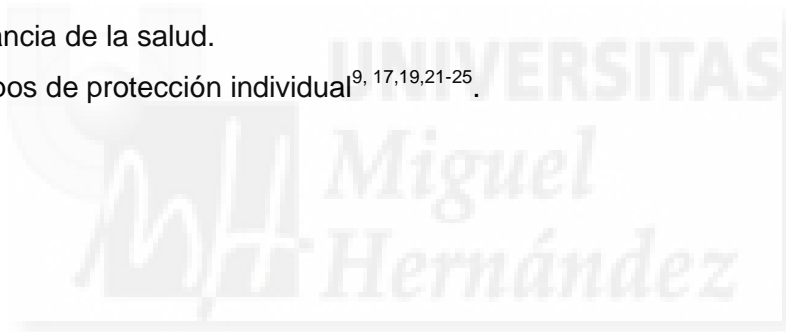 ancia de la salud.
pos de protección individual9, 17,19,21-25.
UNIVERSITAS
Miguel
Hernández